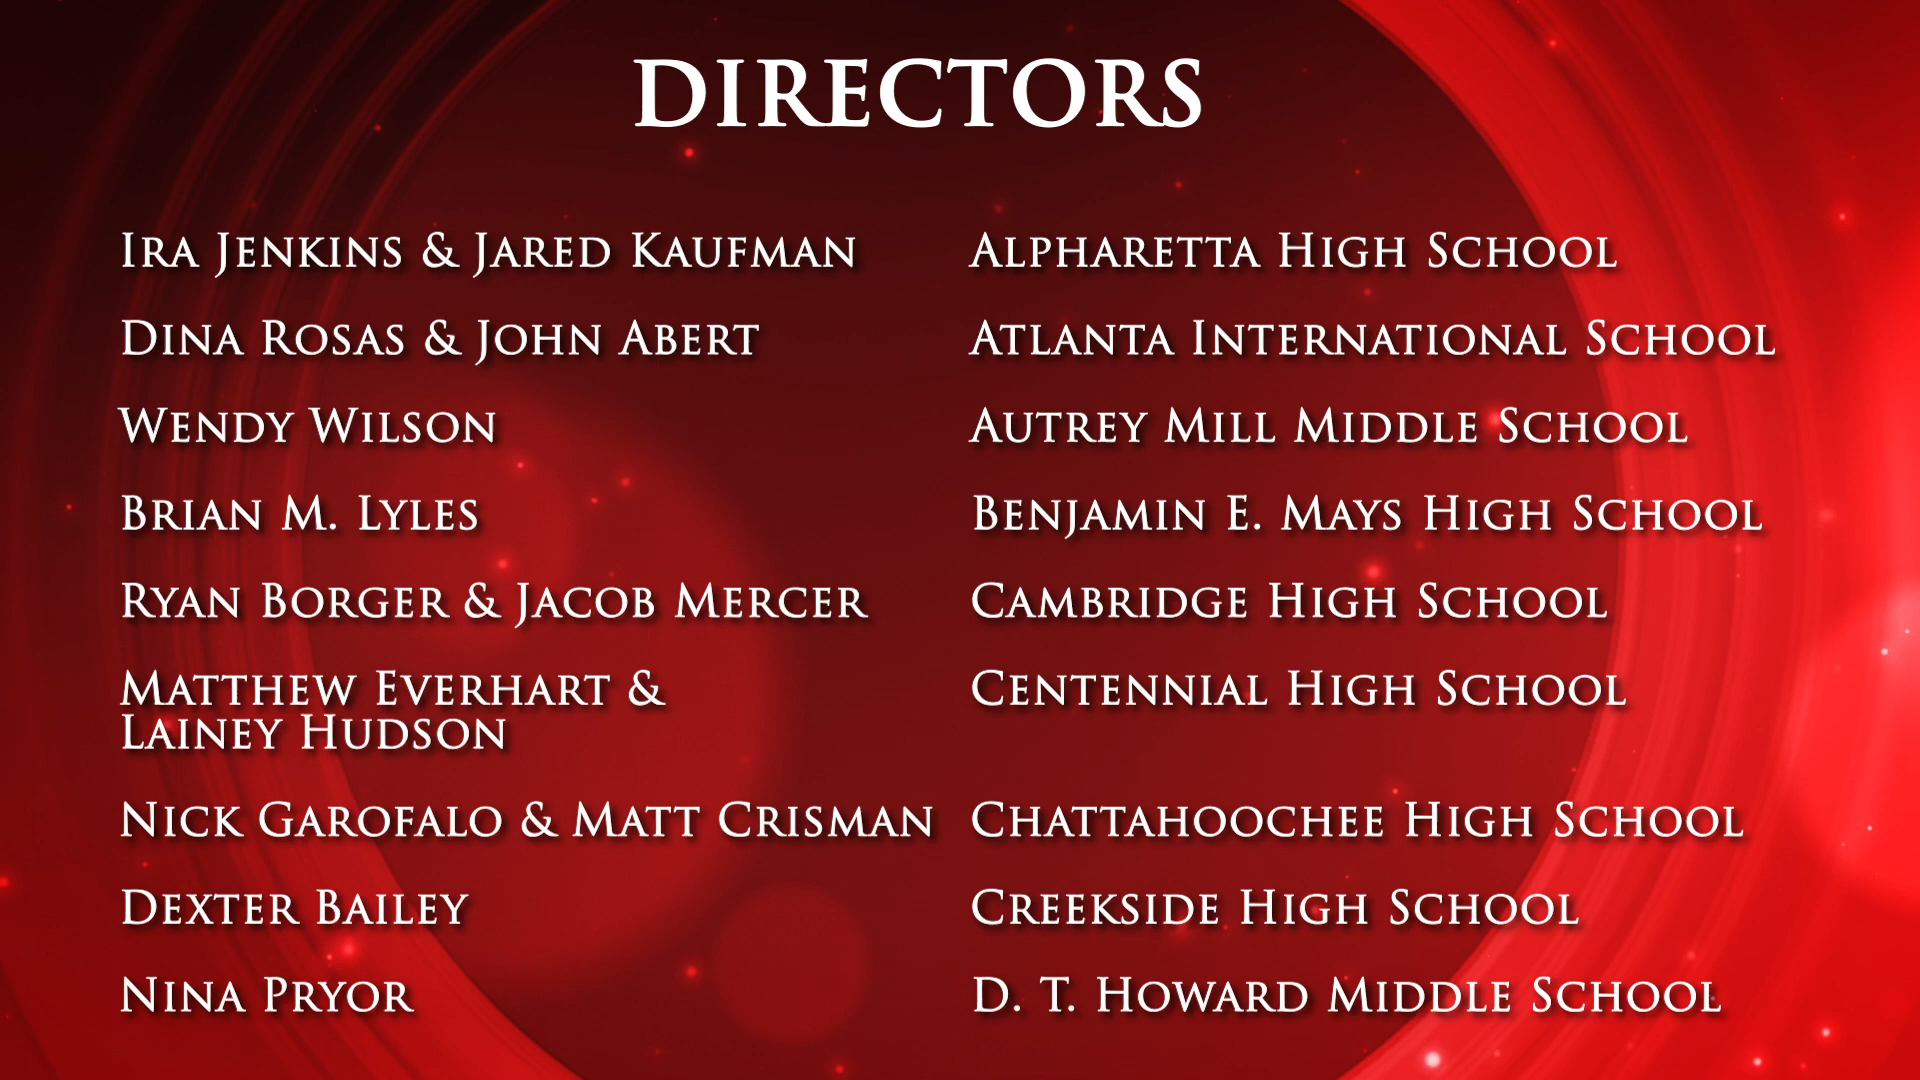 DIRECTORS
IRA JENKINS & JARED KAUFMAN ALPHARETTA HIGH SCHOOL
DINA ROSAS & JOHN ABERT ATLANTA INTERNATIONAL SCHOOL
WENDY WILSON AUTREY MILL MIDDLE SCHOOL
BRIAN M. LYLES BENJAMIN E. MAYS HIGH SCHOOL
RYAN BORGER & JACOB MERCER CAMBRIDGE HIGH SCHOOL
MATTHEW EVERHART & CENTENNIAL HIGH SCHOOL
LAINEY HUDSON
NICK GAROFALO & MATT CRISMAN CHATTAHOOCHEE HIGH SCHOOL
DEXTER BAILEY CREEKSIDE HIGH SCHOOL
NINA PRYOR D. T. HOWARD MIDDLE SCHOOL